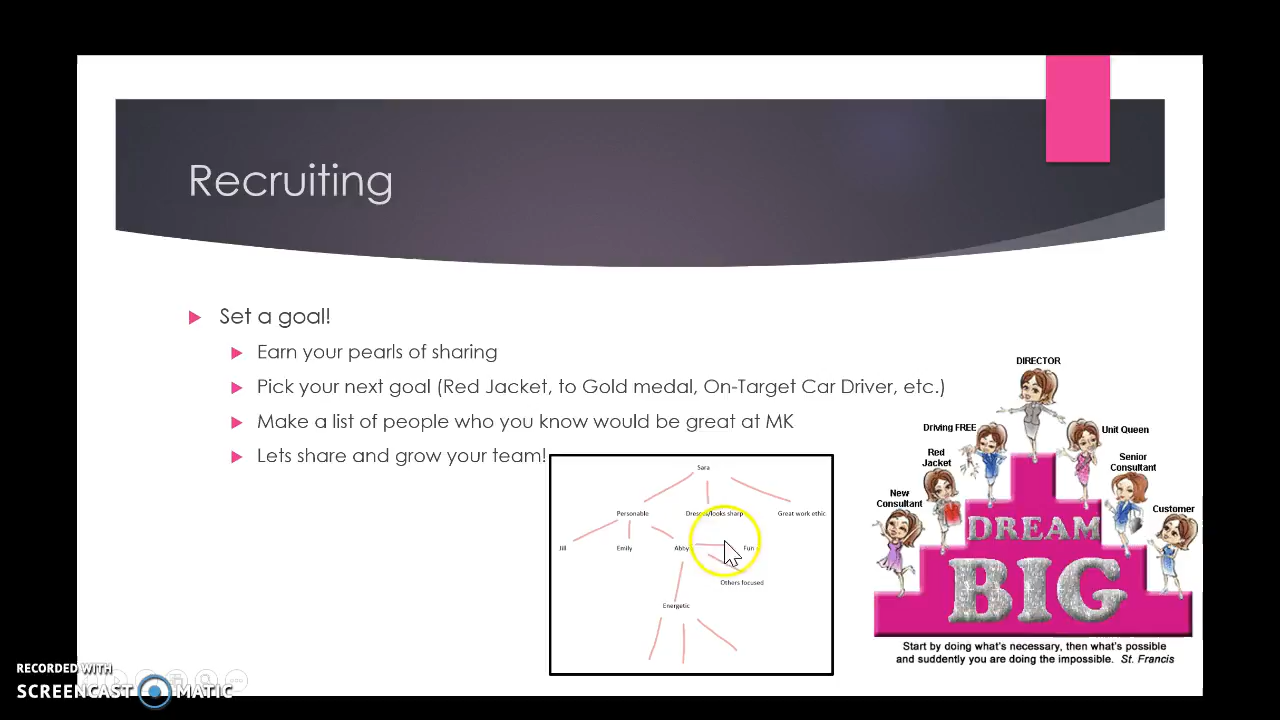 Recruiting
Set a goal!
Earn your pearls of sharing
Pick your next goal (Red Jacket, to Gold medal, On-Target Car Driver, etc.)
Make a list of people who you know would be great at MK
Lets share and grow your team!
Sara
Personable
Dresses/looks sharp
Great work ethic
Jill
Emily
Abby
Fun
Others focused
Energetic
DIRECTOR
Driving FREE
Unit Queen
Red
Jacket
Senior
Consultant
New
Consultant
Customer
DREAM
BIG
Start by doing what's necessary, then what's possible
and suddenly you are doing the impossible. St. Francis
RECORDED WITH
SCREENCAST MATIC